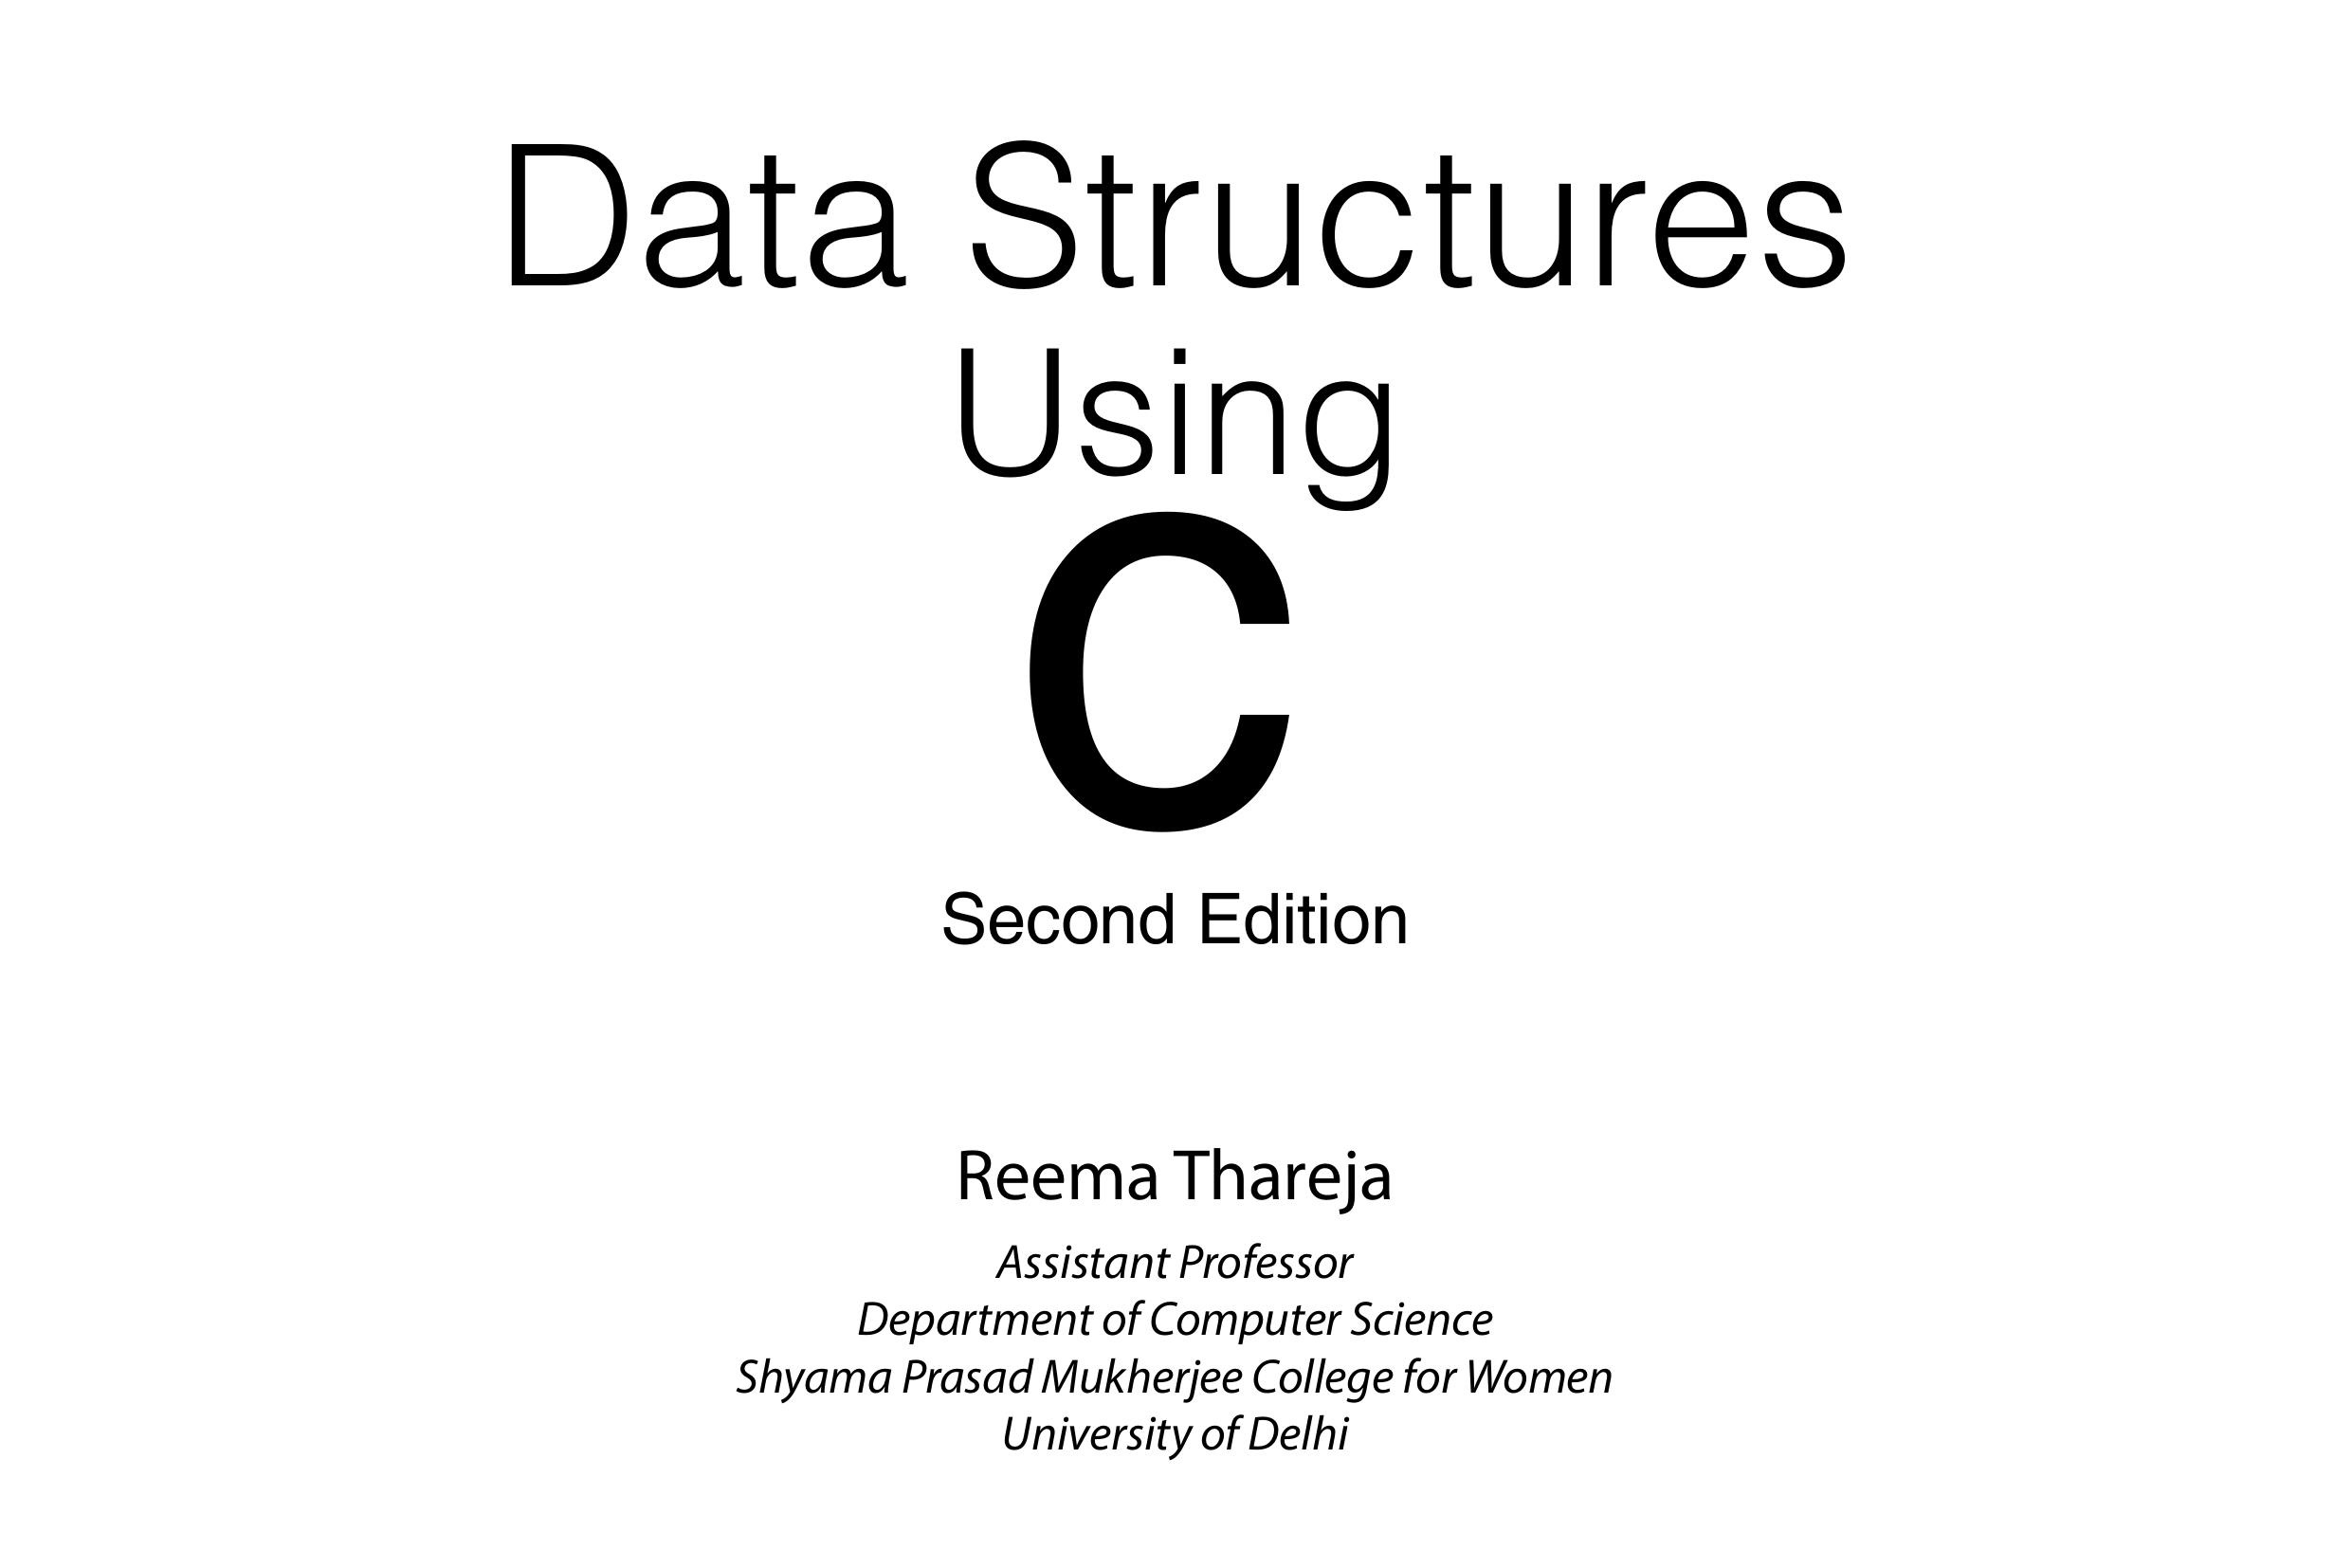 Data Structures
Using
C
Second Edition
Reema Thareja
Assistant Professor
Department of Computer Science
Shyama Prasad Mukherjee College for Women
University of Delhi